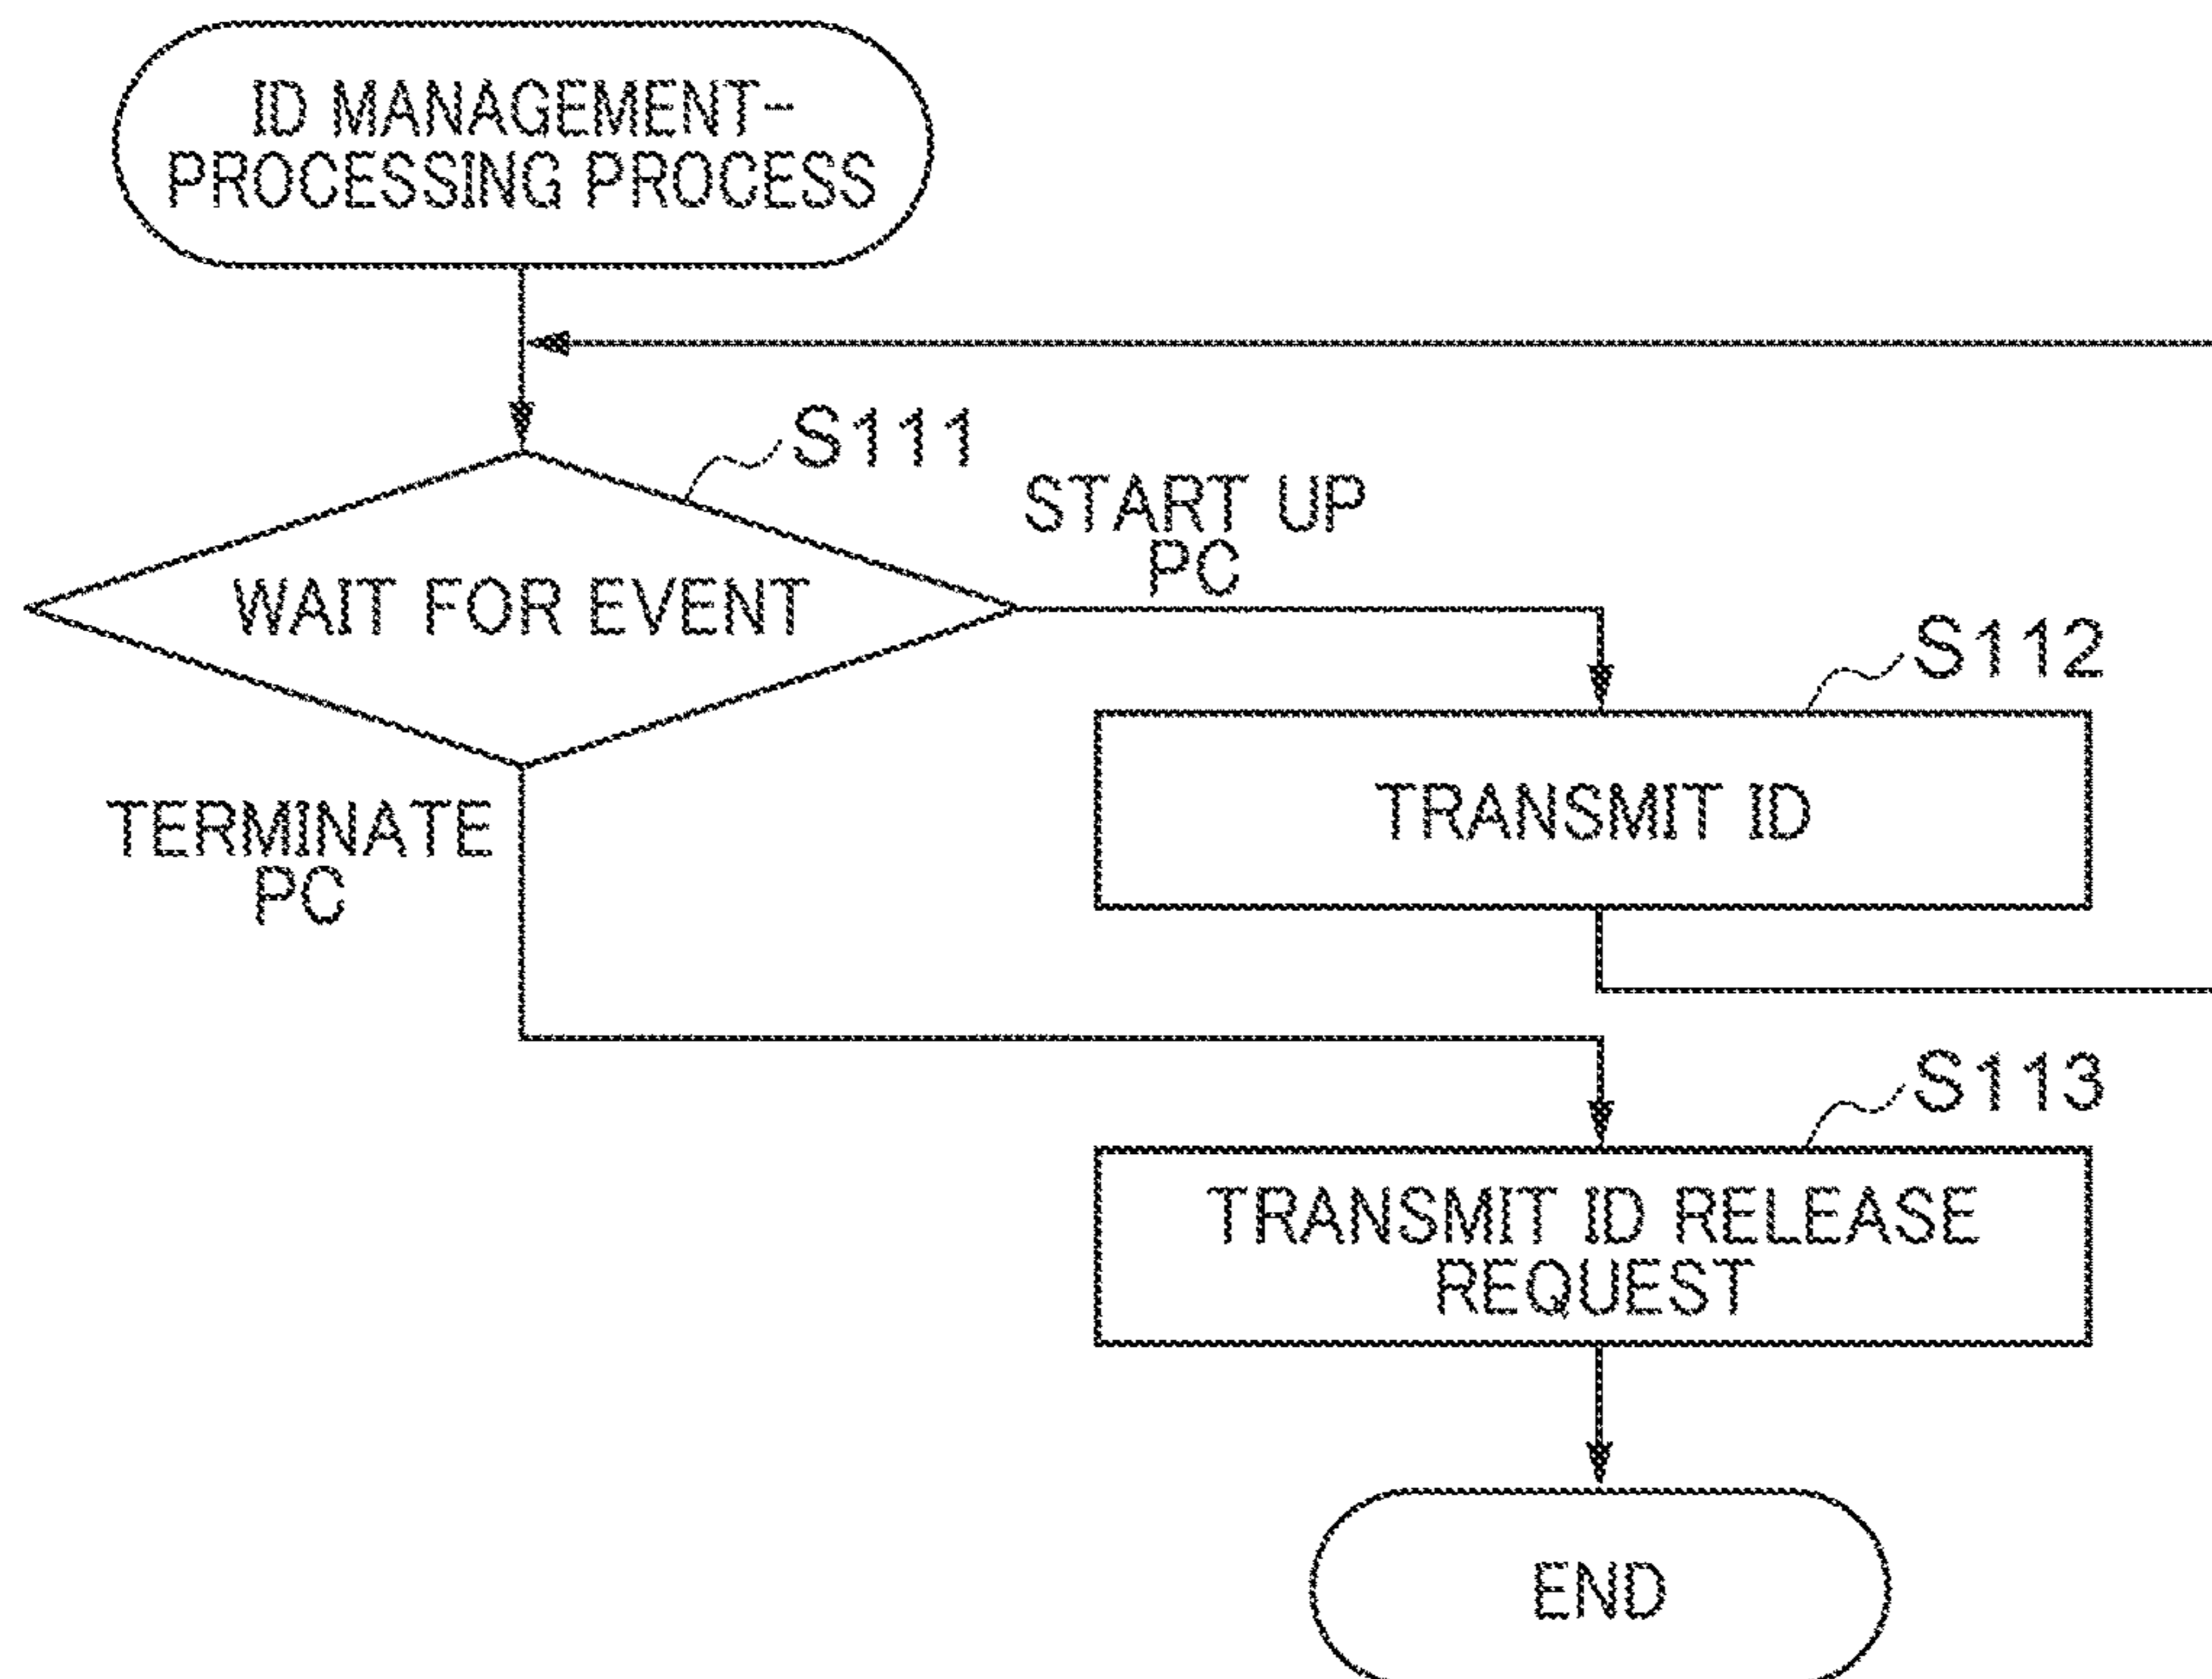 ID MANAGEMENT-
PROCESSING PROCESS
S111
START UP
PC
WAIT FOR EVENT
S112
TRANSMIT ID
TERMINATE
PC
S113
TRANSMIT ID RELEASE
REQUEST
END